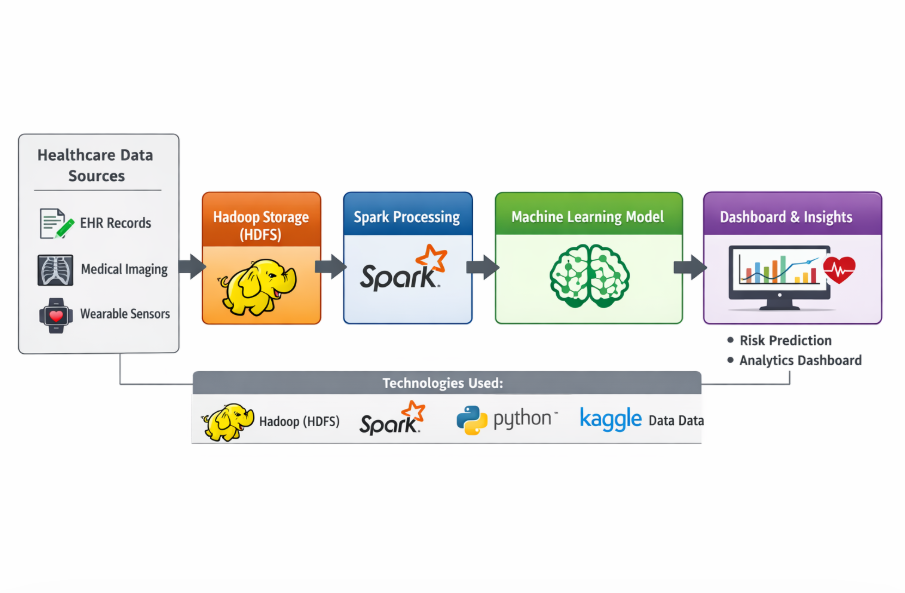 Healthcare Data
Sources
EHR Records
Medical Imaging
Wearable Sensors
Hadoop Storage
(HDFS)
Spark Processing
Spark
Machine Learning Model
Dashboard & Insights
• Risk Prediction
• Analytics Dashboard
Technologies Used:
Hadoop (HDFS)
Spark
python
kaggle Data Data